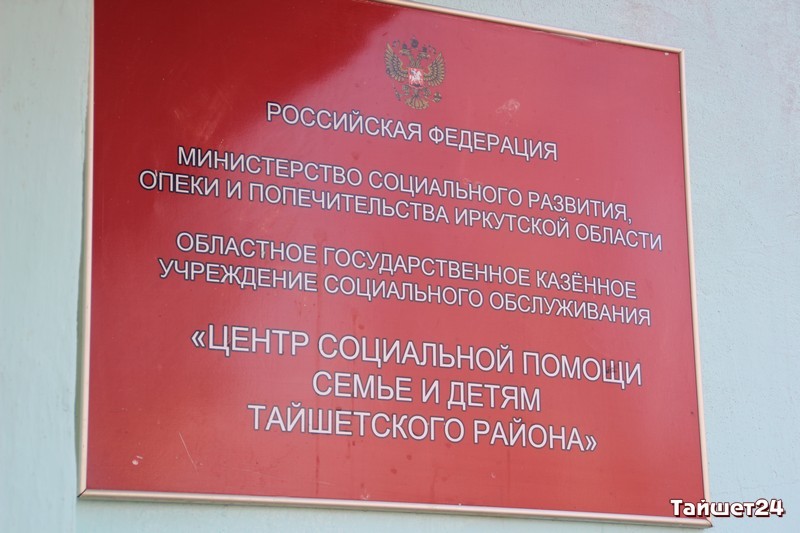 РОССИЙСКАЯ ФЕДЕРАЦИЯ
МИНИСТЕРСТВО СОЦИАЛЬНОГО РАЗВИТИЯ,
ОПЕКИ И ПОПЕЧИТЕЛЬСТВА ИРКУТСКОЙ ОБЛАСТИ
ОБЛАСТНОЕ ГОСУДАРСТВЕННОЕ КАЗЁННОЕ
УЧРЕЖДЕНИЕ СОЦИАЛЬНОГО ОБСЛУЖИВАНИЯ
«ЦЕНТР СОЦИАЛЬНОЙ ПОМОЩИ
СЕМЬЕ И ДЕТЯМ
ТАЙШЕТСКОГО РАЙОНА»
Тайшет24